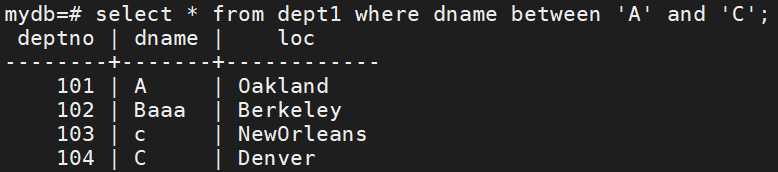 mydb=# select * from dept1 where dname between 'A' and 'C';
 deptno | dname |    loc
--------+-------+------------
    101 | A     | Oakland
    102 | Baaa  | Berkeley
    103 | c     | NewOrleans
    104 | C     | Denver